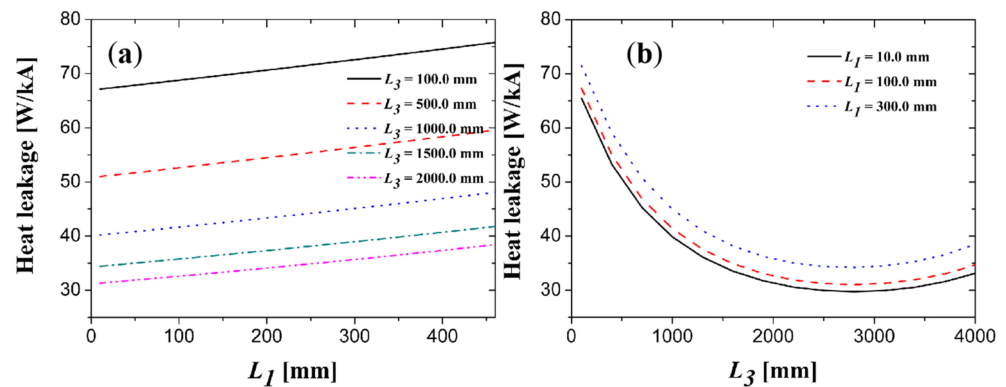 80
70
60
50
40
30
Heat leakage [W/kA]
(a)
L3 = 100.0 mm
L3 = 500.0 mm
L3 = 1000.0 mm
L3 = 1500.0 mm
L3 = 2000.0 mm
0 100 200 300 400
L1 [mm]
80
70
60
50
40
30
Heat leakage [W/kA]
(b)
L1 = 10.0 mm
L1 = 100.0 mm
L1 = 300.0 mm
0 1000 2000 3000 4000
L3 [mm]